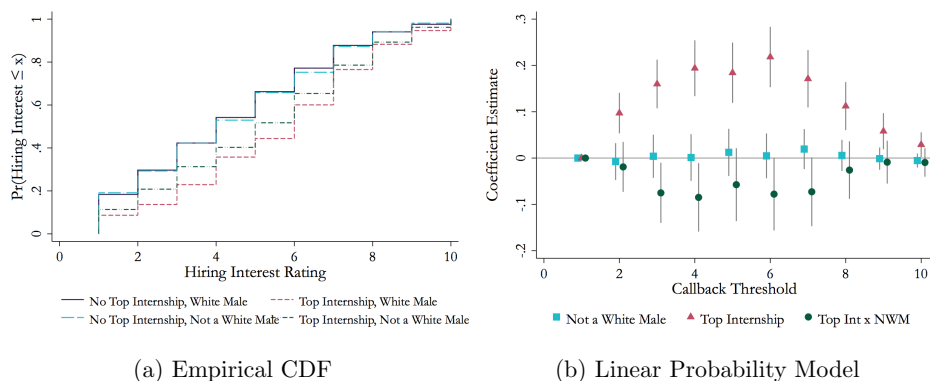 Pr(Hiring Interest ≤ x)
1
.8
.6
.4
.2
0
0 2 4 6 8 10
Hiring Interest Rating
No Top Internship, White Male
Top Internship, White Male
No Top Internship, Not a White Male
Top Internship, Not a White Male
(a) Empirical CDF
Coefficient Estimate
0.3
.2
.1
0
-0.1
.2
0 2 4 6 8 10
Callback Threshold
Not a White Male
Top Internship
Top Int x NWM
(b) Linear Probability Model